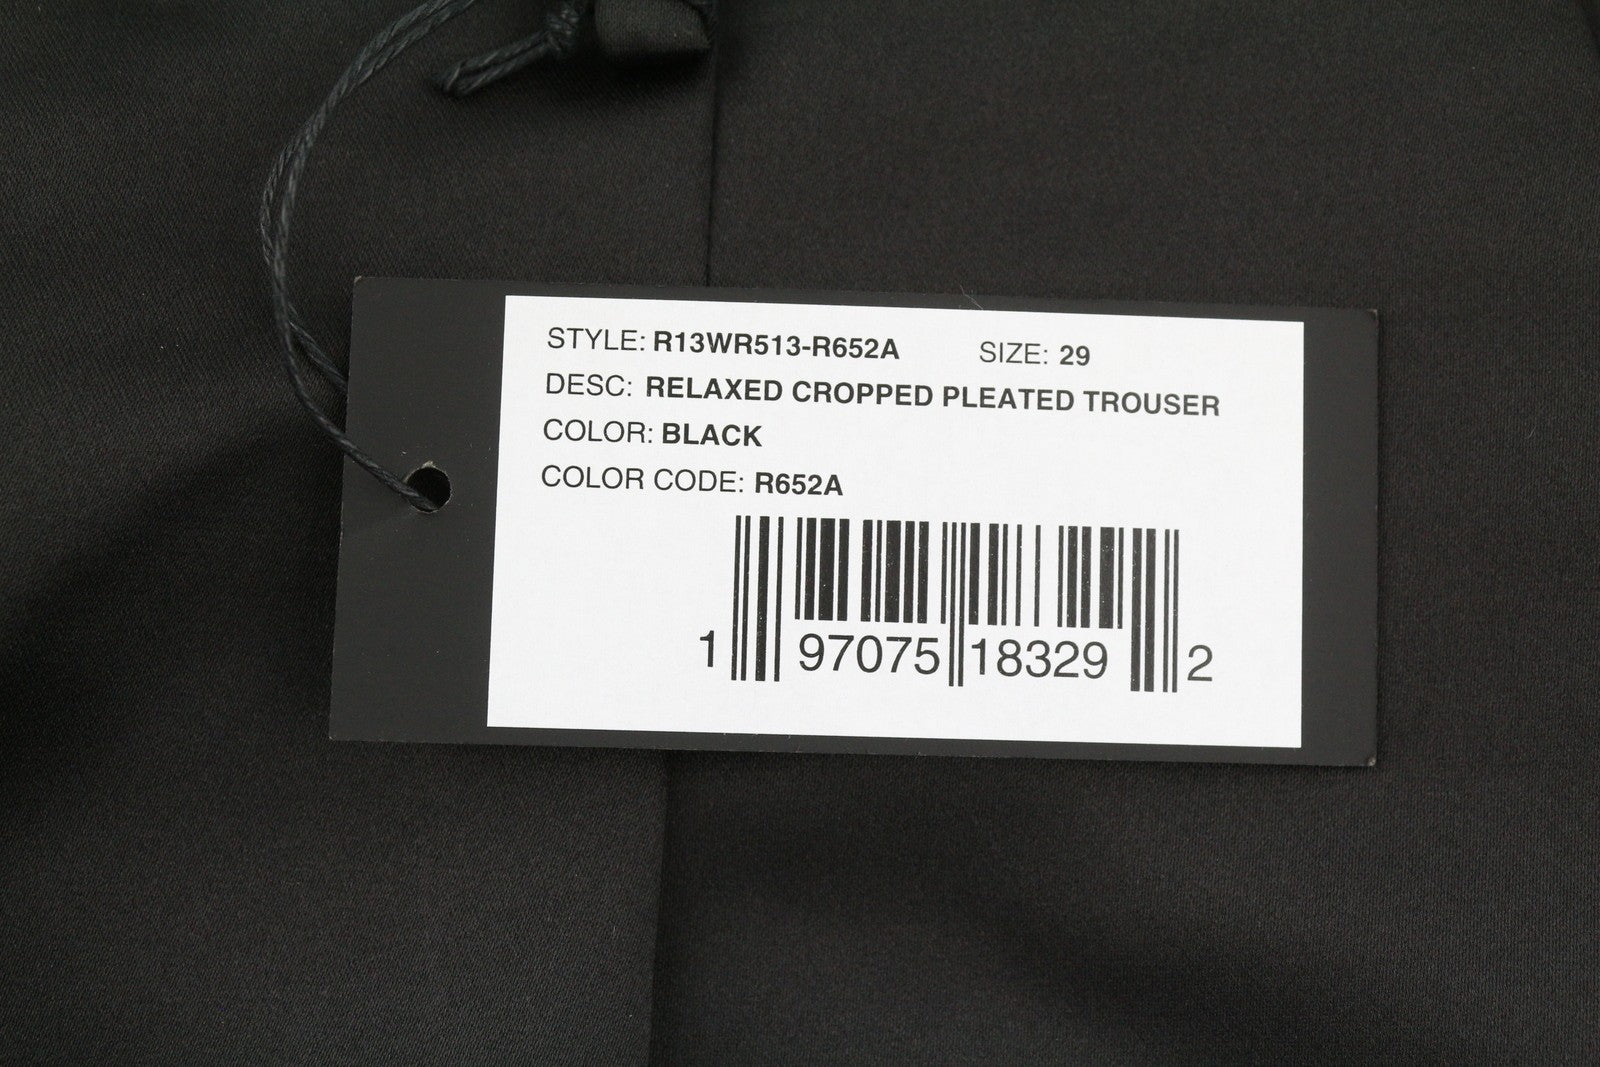 STYLE: R13WR513-R652A SIZE: 29
DESC: RELAXED CROPPED PLEATED TROUSER
COLOR: BLACK
COLOR CODE: R652A
1 97075 18329 2